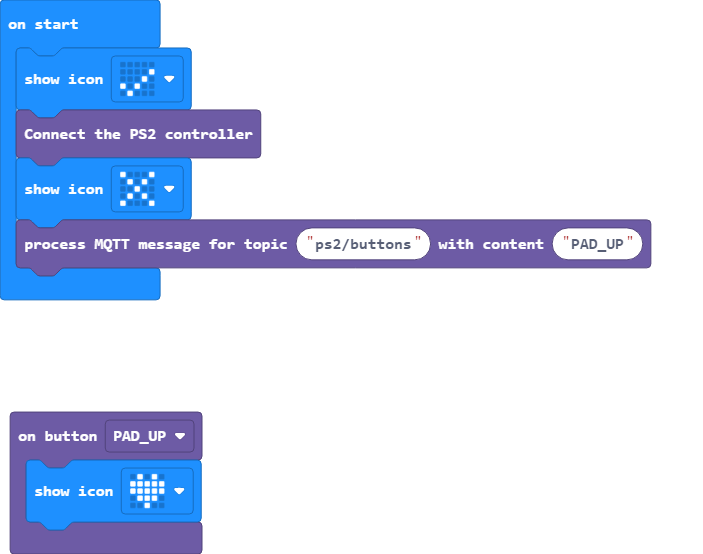 on start
show icon
Connect the PS2 controller
show icon
process MQTT message for topic "ps2/buttons" with content "PAD_UP"
on button PAD_UP
show icon